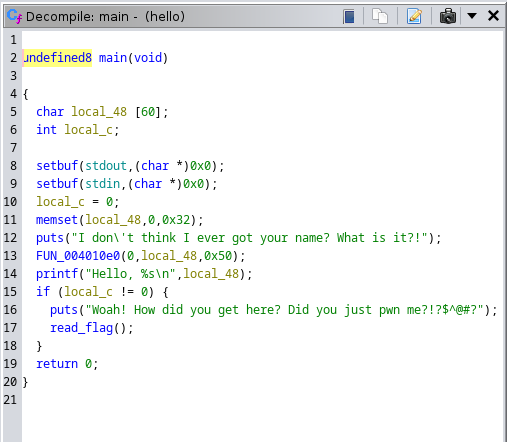 Decompile: main - (hello)
1
2 undefined8 main(void)
3
4 {
5 char local_48 [60];
6 int local_c;
7
8 setbuf(stdout,(char *)0x0);
9 setbuf(stdin,(char *)0x0);
10 local_c = 0;
11 memset(local_48,0,0x32);
12 puts("I don\'t think I ever got your name? What is it?!");
13 FUN_004010e0(0,local_48,0x50);
14 printf("Hello, %s\n",local_48);
15 if (local_c != 0) {
16 puts("Woah! How did you get here? Did you just pwn me?!?$^@#?");
17 read_flag();
18 }
19 return 0;
20 }
21